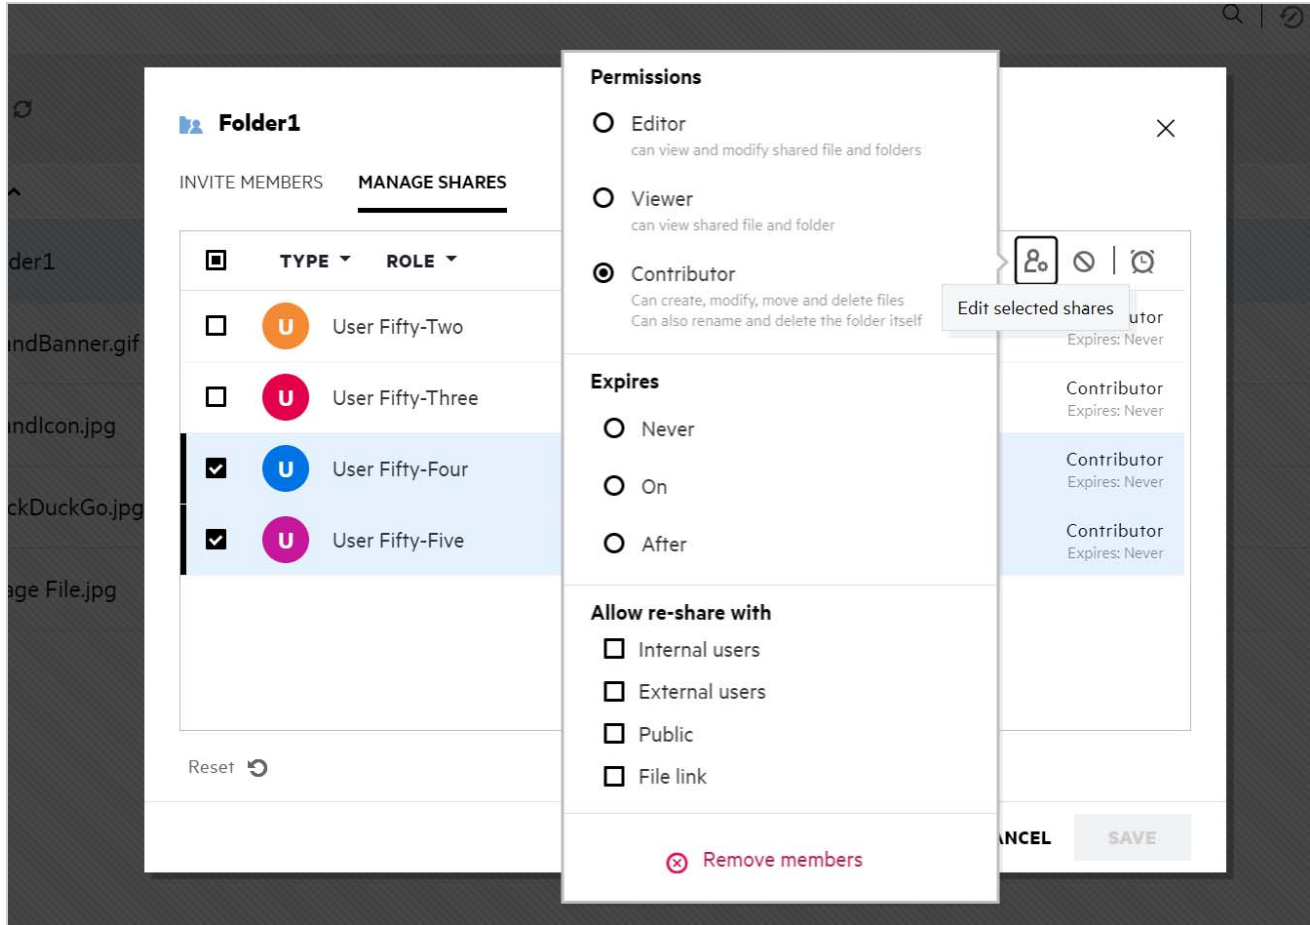 Folder1
INVITE MEMBERS MANAGE SHARES
TYPE ROLE
U User Fifty-Two
U User Fifty-Three
U User Fifty-Four
U User Fifty-Five
Reset
Permissions
Editor
can view and modify shared file and folders
Viewer
can view shared file and folder
Contributor
Can create, modify, move and delete files
Can also rename and delete the folder itself
Expires
Never
On
After
Allow re-share with
Internal users
External users
Public
File link
Remove members
Edit selected shares
utor
Expires: Never
Contributor
Expires: Never
Contributor
Expires: Never
Contributor
Expires: Never
ANCEL SAVE
der1
andBanner.gif
andIcon.jpg
ckDuckGo.jpg
age File.jpg